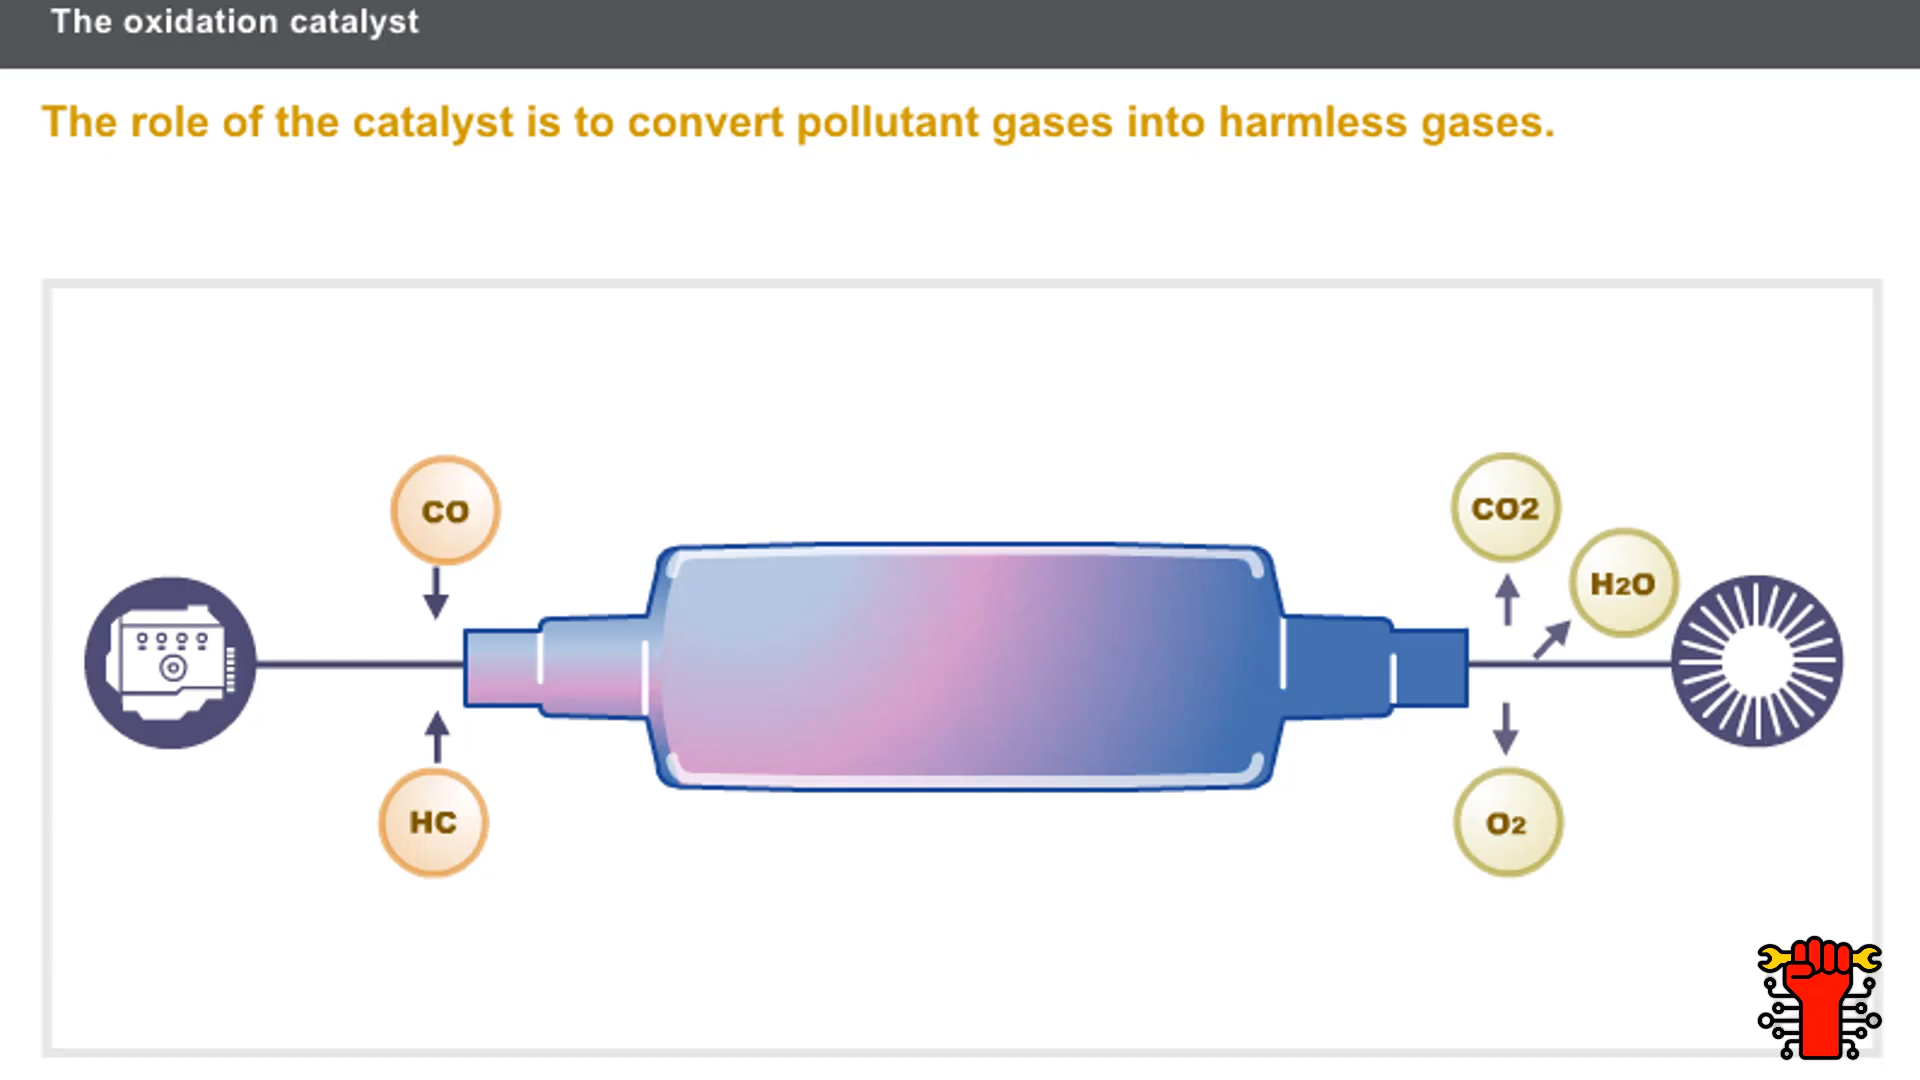 The oxidation catalyst
The role of the catalyst is to convert pollutant gases into harmless gases.
CO
CO2
H2O
HC
O2